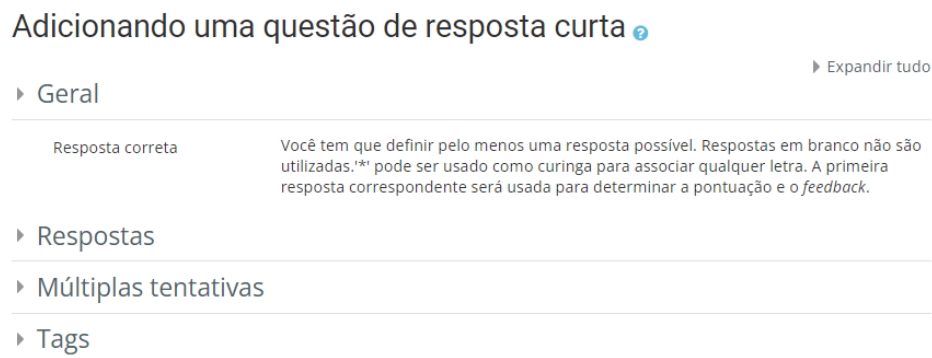 Adicionando uma questão de resposta curta ?
Expandir tudo
Geral
Resposta correta
Você tem que definir pelo menos uma resposta possível. Respostas em branco não são
utilizadas.'*' pode ser usado como curinga para associar qualquer letra. A primeira
resposta correspondente será usada para determinar a pontuação e o feedback.
Respostas
Múltiplas tentativas
Tags